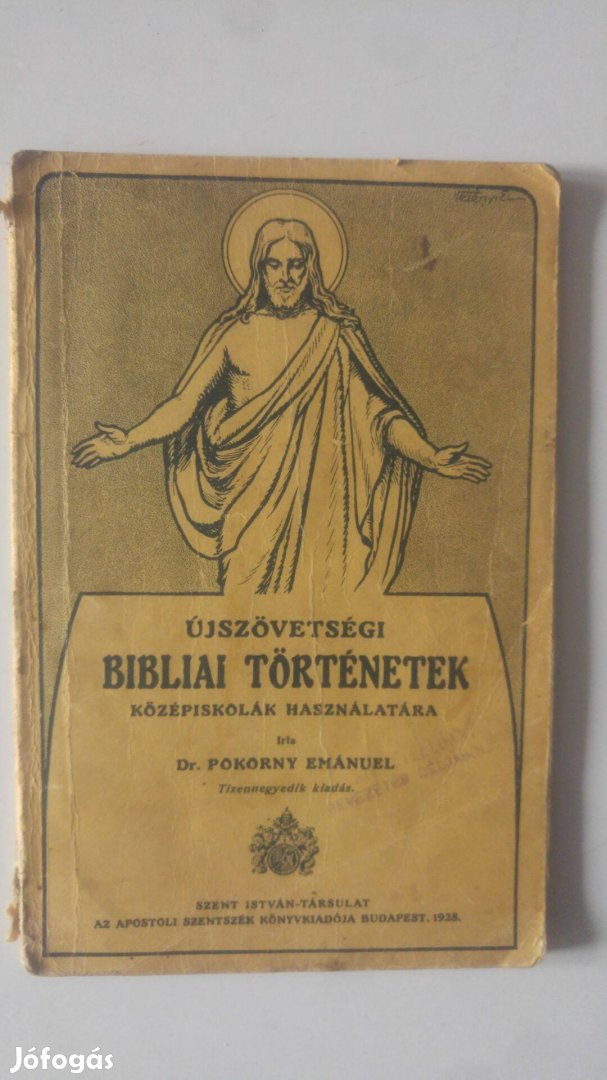 ÚJSZÖVETSÉGI
BIBLIAI TÖRTÉNETEK
KÖZÉPISKOLÁK HASZNÁLATÁRA
Irta
Dr. POKORNY EMÁNUEL
Tizennegyedik kiadás.
SZENT ISTVÁN-TÁRSULAT
AZ APOSTOLI SZENTSZÉK KÖNYVKIADÓJA BUDAPEST, 1928.
Jófogás